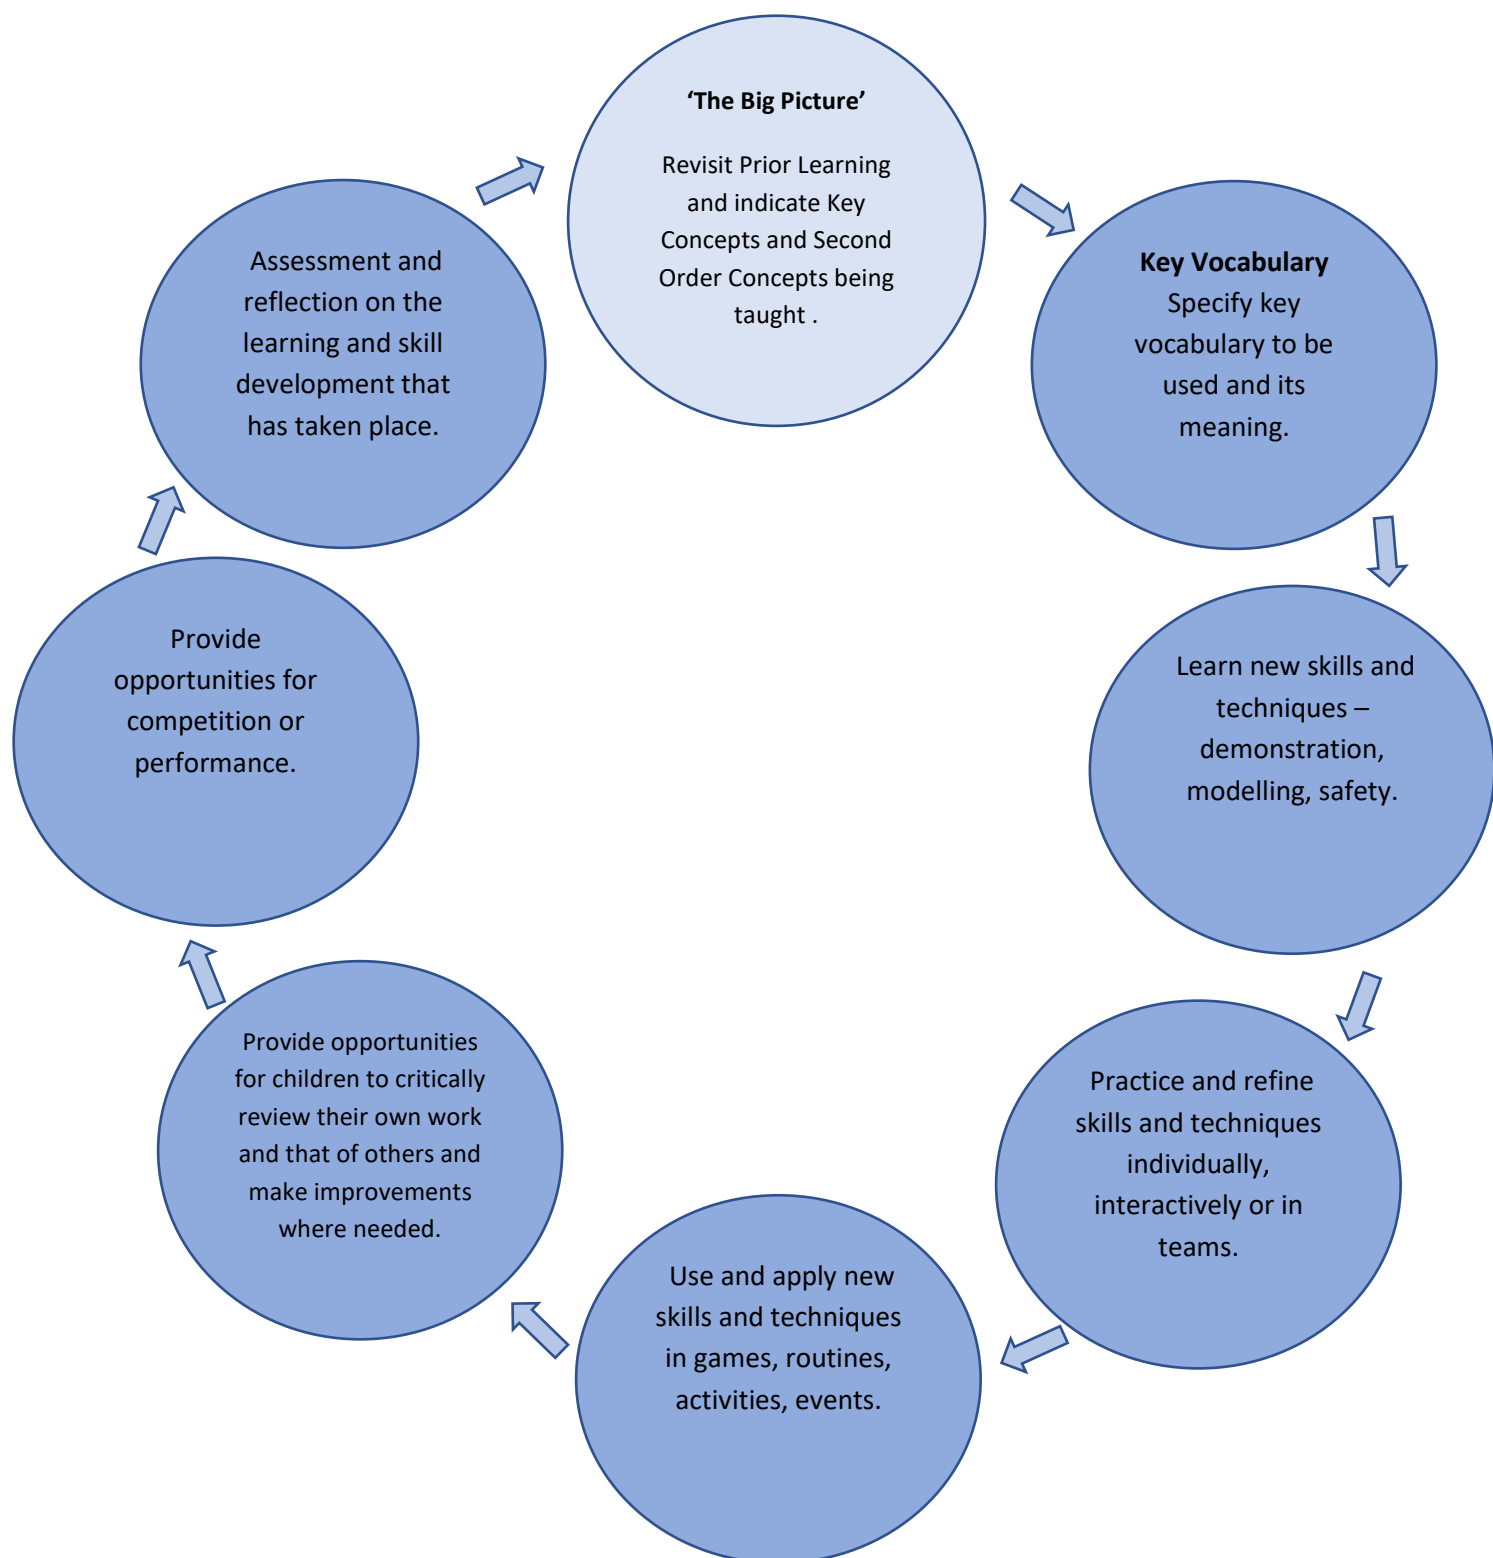 ‘The Big Picture’
Revisit Prior Learning
and indicate Key
Concepts and Second
Order Concepts being
taught .
Key Vocabulary
Specify key
vocabulary to be
used and its
meaning.
Learn new skills and
techniques –
demonstration,
modelling, safety.
Practice and refine
skills and techniques
individually,
interactively or in
teams.
Use and apply new
skills and techniques
in games, routines,
activities, events.
Provide opportunities
for children to critically
review their own work
and that of others and
make improvements
where needed.
Provide
opportunities for
competition or
performance.
Assessment and
reflection on the
learning and skill
development that
has taken place.